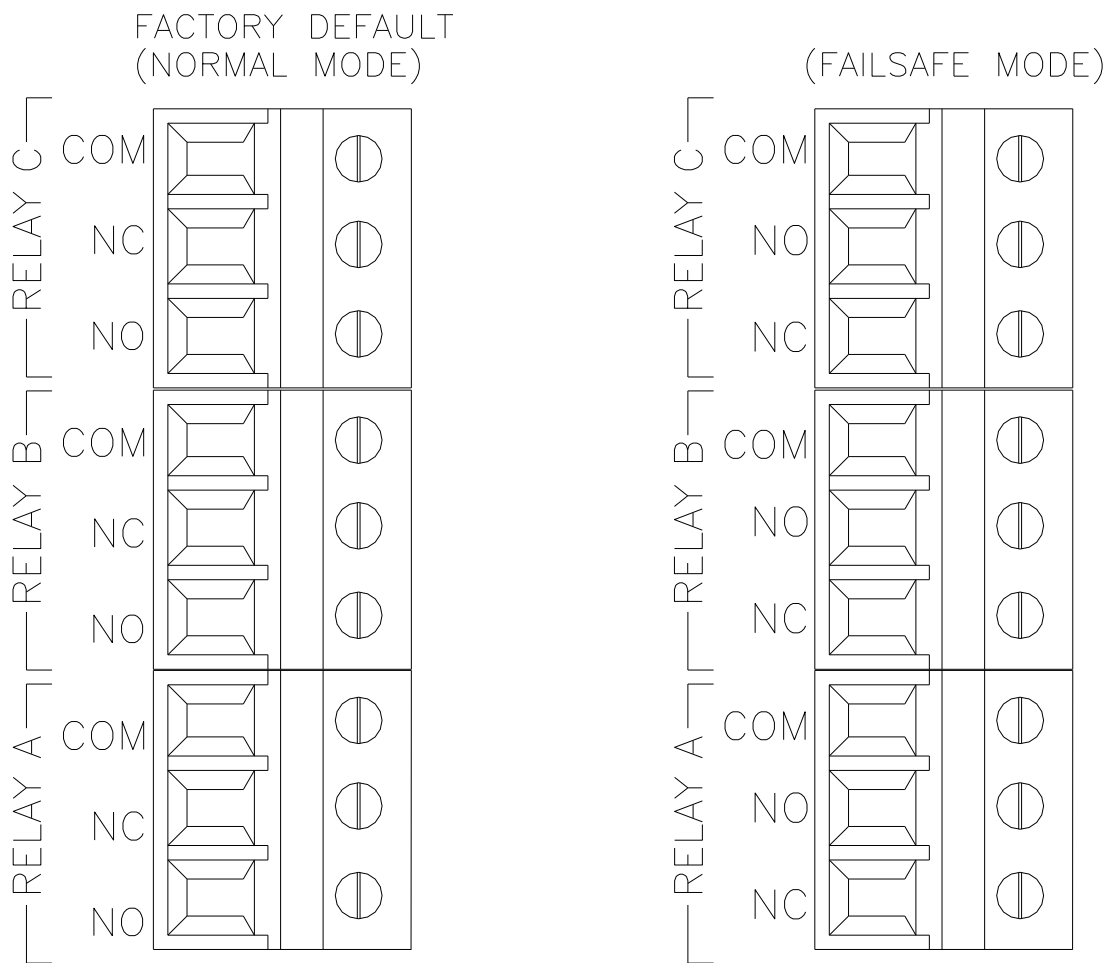 FACTORY DEFAULT
(NORMAL MODE)
RELAY C
COM
NC
NO
RELAY B
COM
NC
NO
RELAY A
COM
NC
NO
(FAILSAFE MODE)
RELAY C
COM
NO
NC
RELAY B
COM
NO
NC
RELAY A
COM
NO
NC